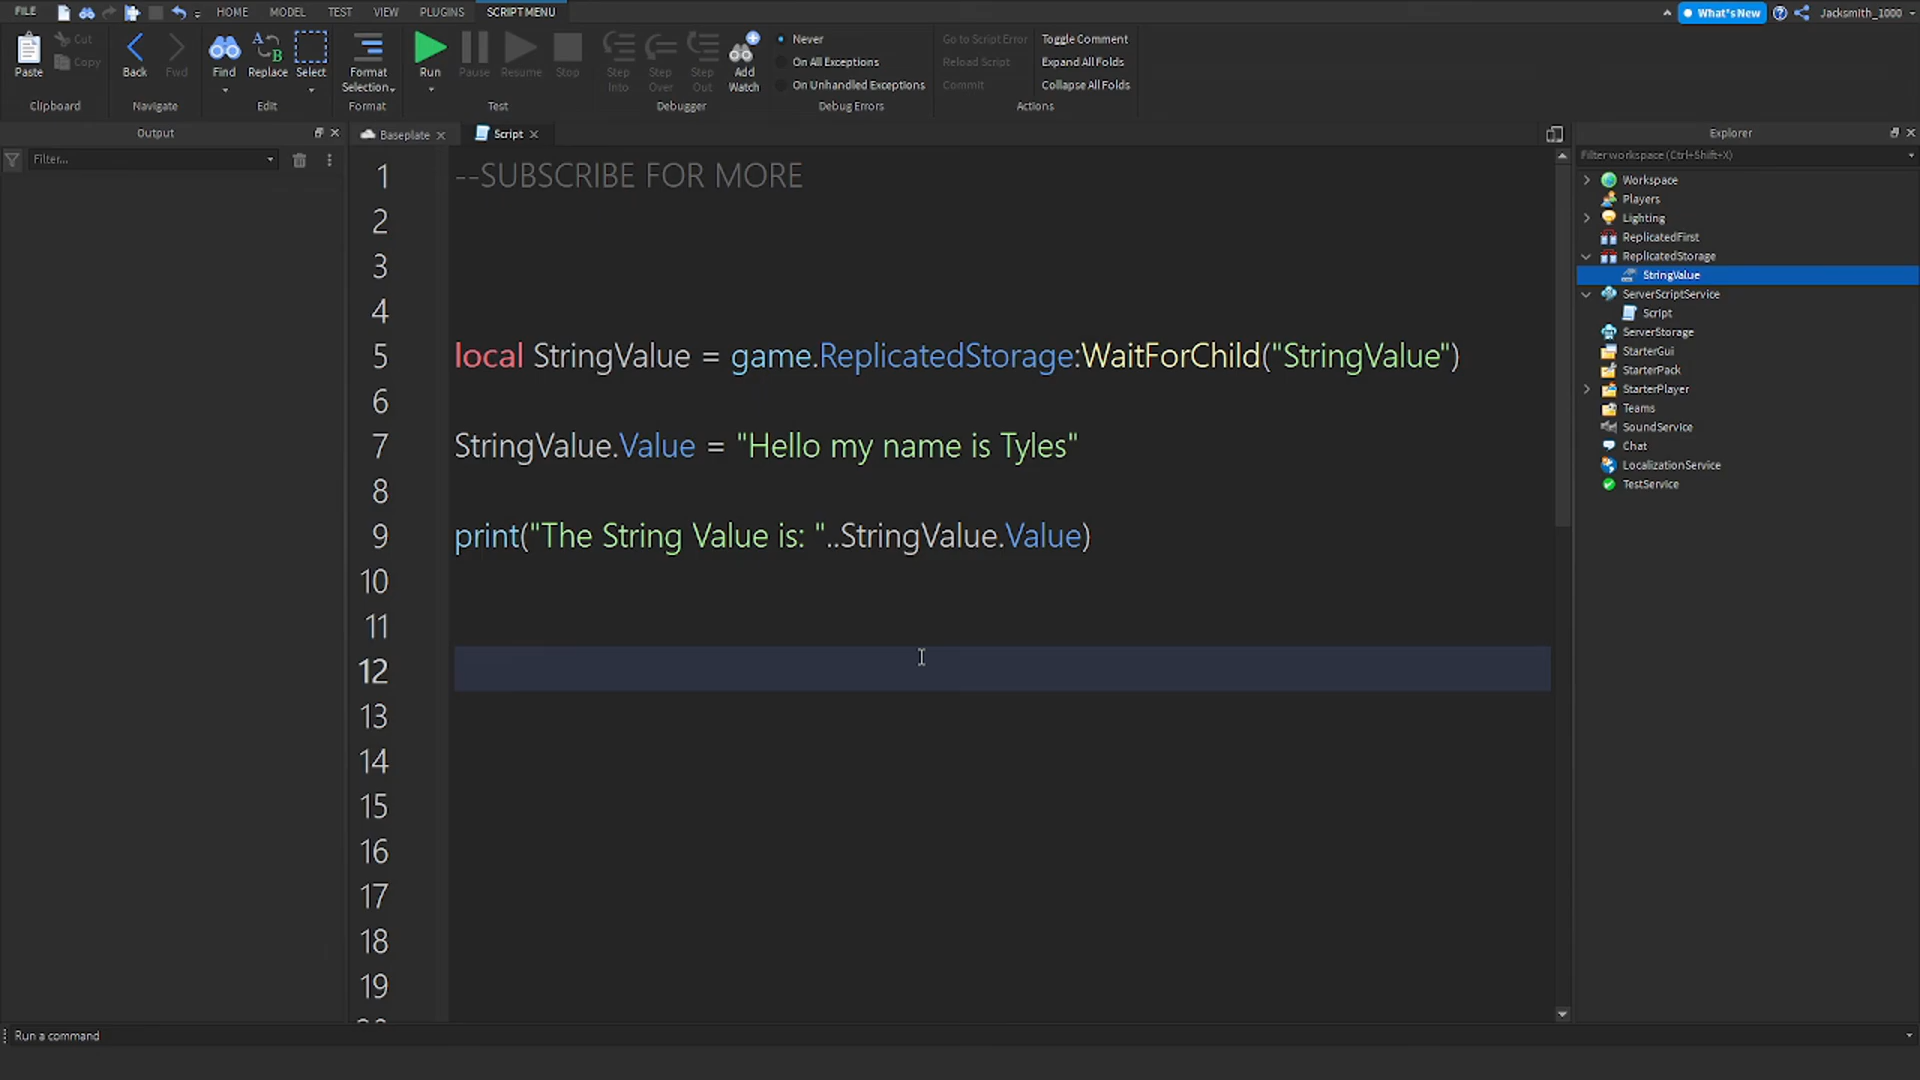 FILE HOME MODEL TEST VIEW PLUGINS SCRIPT MENU What's New Jacksmith_1000
Paste Cut Copy Back Fwd Find Replace Select Format Selection Run Pause Resume Stop Step Into Step Over Step Out Add Watch
Never
On All Exceptions
On Unhandled Exceptions
Go to Script Error
Reload Script
Commit
Toggle Comment
Expand All Folds
Collapse All Folds
Clipboard Navigate Edit Format Test Debugger Debug Errors Actions
Output
Filter...
Baseplate Script
1 --SUBSCRIBE FOR MORE
2
3
4
5 local StringValue = game.ReplicatedStorage:WaitForChild("StringValue")
6
7 StringValue.Value = "Hello my name is Tyles"
8
9 print("The String Value is: "..StringValue.Value)
10
11
12
13
14
15
16
17
18
19
Explorer
Filter workspace (Ctrl+Shift+X)
Workspace
Players
Lighting
ReplicatedFirst
ReplicatedStorage
StringValue
ServerScriptService
Script
ServerStorage
StarterGui
StarterPack
StarterPlayer
Teams
SoundService
Chat
LocalizationService
TestService
Run a command